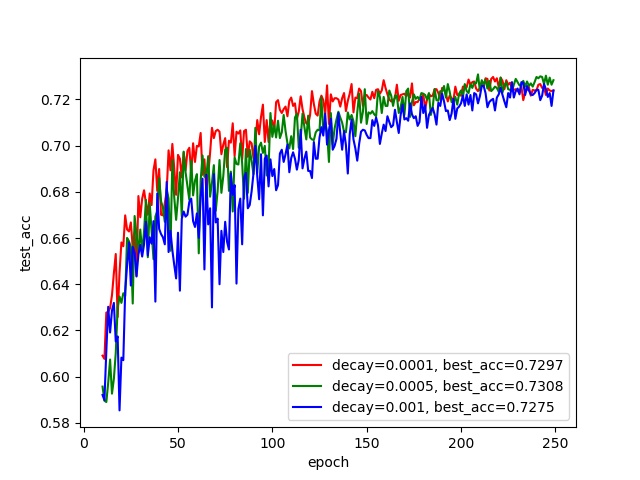 0.72
0.70
0.68
0.66
0.64
0.62
0.60
0.58
test_acc
decay=0.0001, best_acc=0.7297
decay=0.0005, best_acc=0.7308
decay=0.001, best_acc=0.7275
0 50 100 150 200 250
epoch